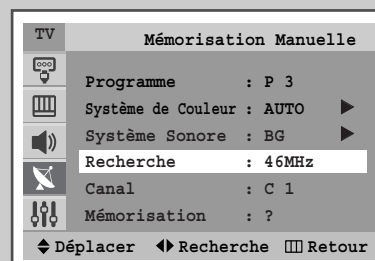 TV
Mémorisation Manuelle
Programme : P 3
Système de Couleur : AUTO
Système Sonore : BG
Recherche : 46MHz
Canal : C 1
Mémorisation : ?
Déplacer Recherche Retour